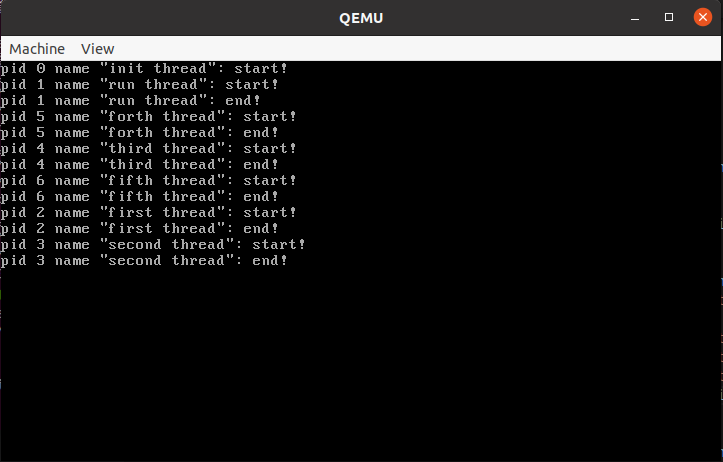 QEMU
Machine View
pid 0 name "init thread": start!
pid 1 name "run thread": start!
pid 1 name "run thread": end!
pid 5 name "forth thread": start!
pid 5 name "forth thread": end!
pid 4 name "third thread": start!
pid 4 name "third thread": end!
pid 6 name "fifth thread": start!
pid 6 name "fifth thread": end!
pid 2 name "first thread": start!
pid 2 name "first thread": end!
pid 3 name "second thread": start!
pid 3 name "second thread": end!